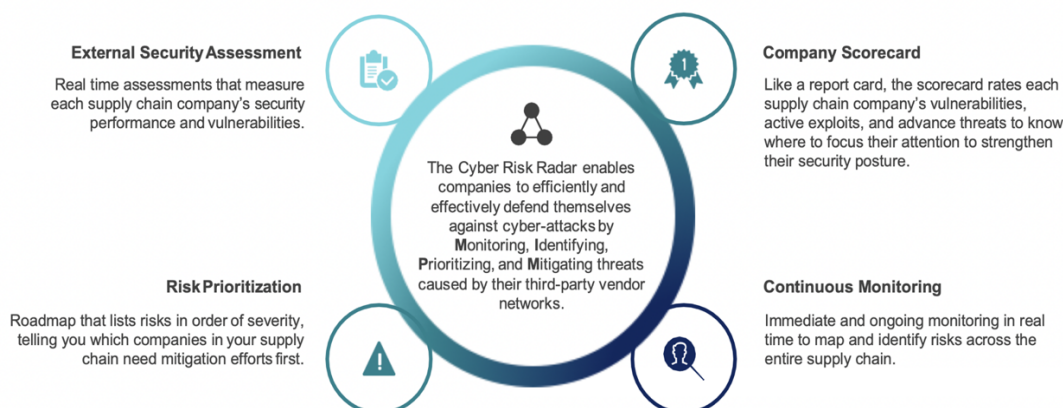 External Security Assessment
Real time assessments that measure
each supply chain company's security
performance and vulnerabilities.
Company Scorecard
Like a report card, the scorecard rates each
supply chain company's vulnerabilities,
active exploits, and advance threats to know
where to focus their attention to strengthen
their security posture.
1
The Cyber Risk Radar enables
companies to efficiently and
effectively defend themselves
against cyber-attacks by
Monitoring, Identifying,
Prioritizing, and Mitigating threats
caused by their third-party vendor
networks.
Risk Prioritization
Roadmap that lists risks in order of severity,
telling you which companies in your supply
chain need mitigation efforts first.
Continuous Monitoring
Immediate and ongoing monitoring in real
time to map and identify risks across the
entire supply chain.